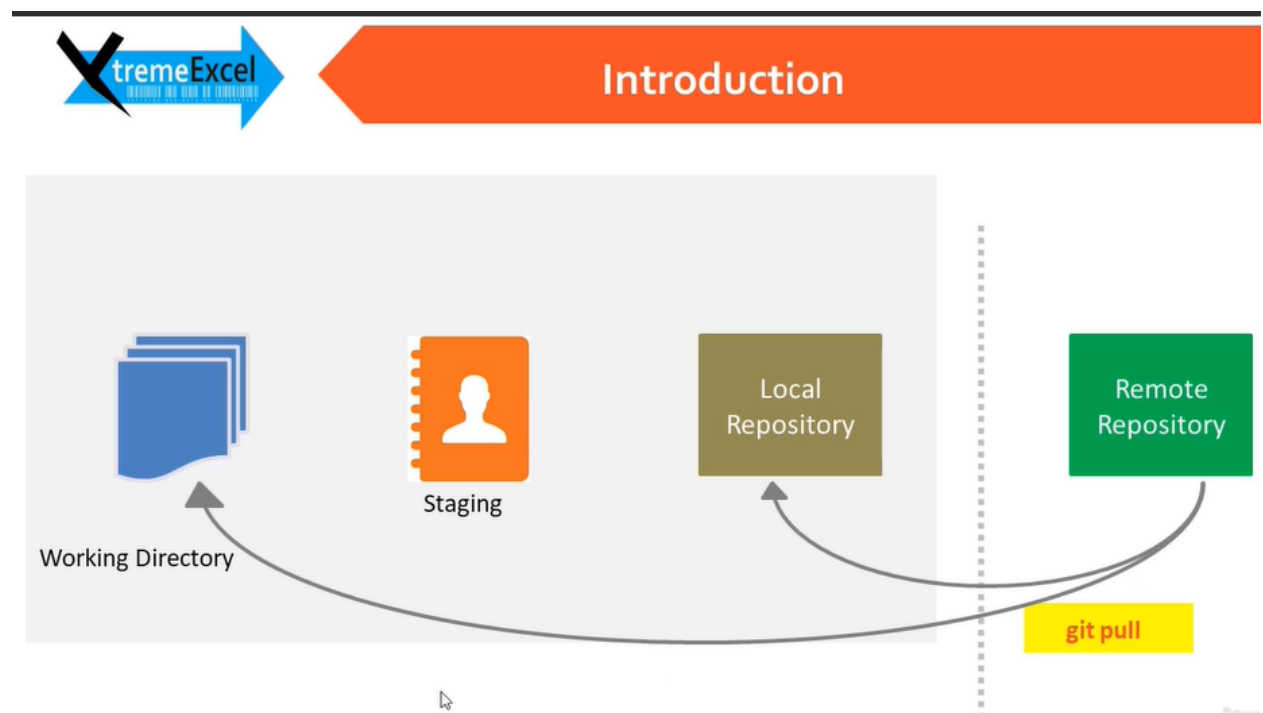 XtremeExcel
Introduction
Local
Repository
Remote
Repository
Staging
Working Directory
git pull